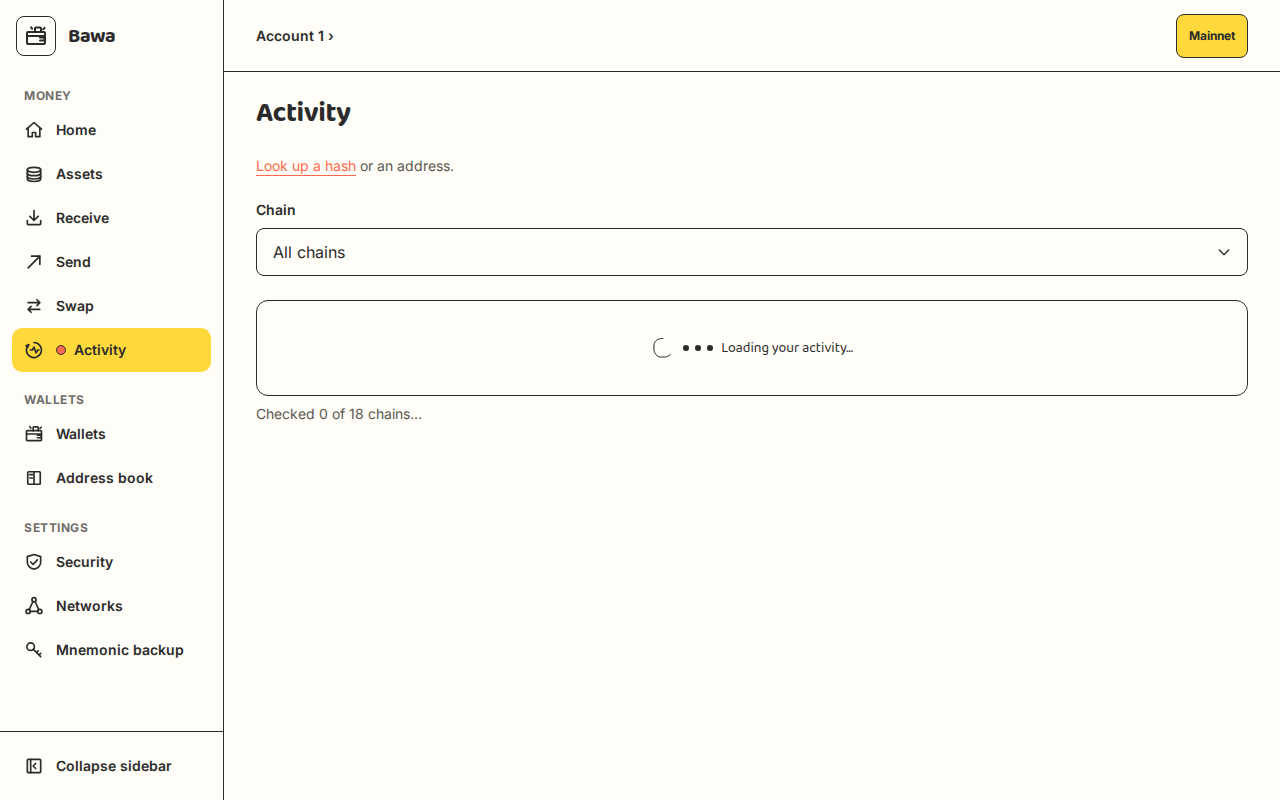 Bawa
MONEY
Home
Assets
Receive
Send
Swap
Activity
WALLETS
Wallets
Address book
SETTINGS
Security
Networks
Mnemonic backup
Collapse sidebar
Account 1 ›
Mainnet
Activity
Look up a hash or an address.
Chain
All chains
Loading your activity…
Checked 0 of 18 chains…